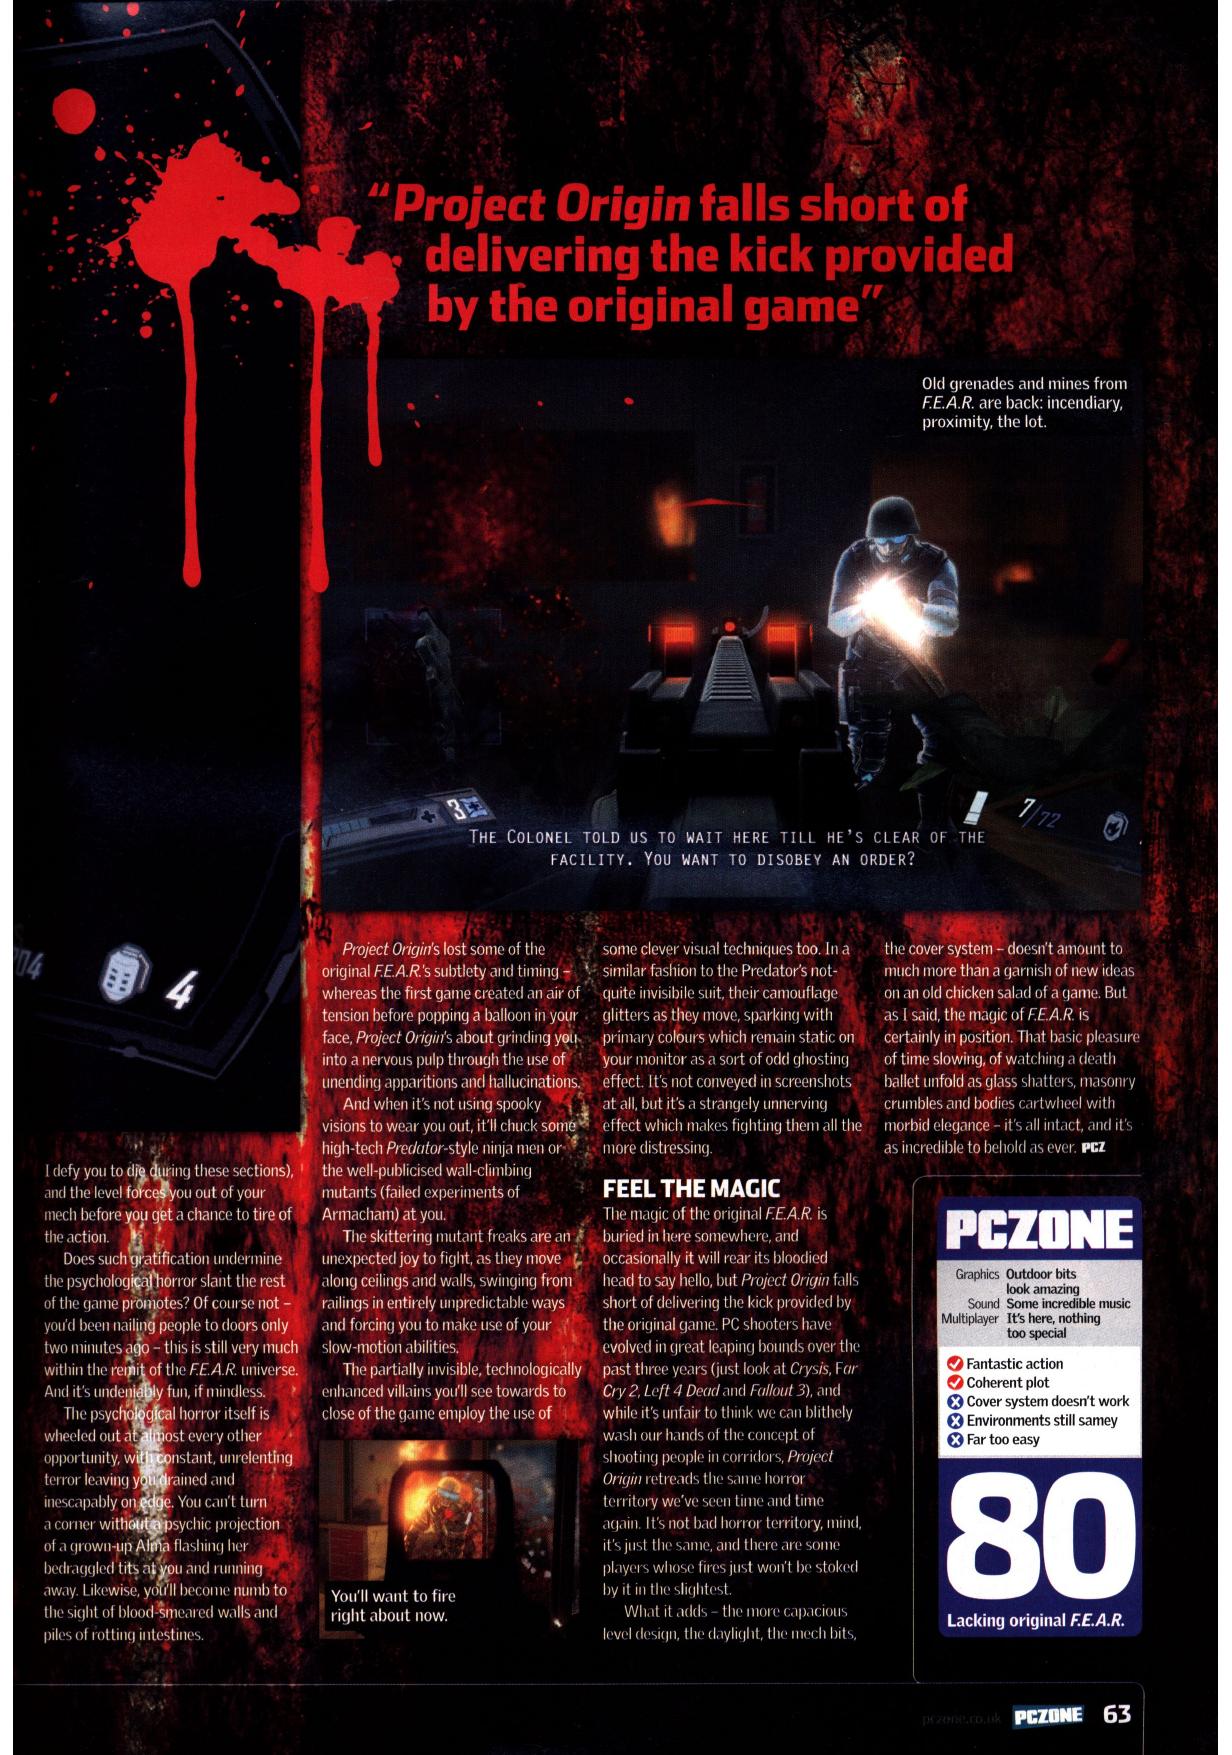 “Project Origin falls short of
delivering the kick provided
by the original game”
Old grenades and mines from
F.E.A.R. are back: incendiary,
proximity, the lot.
3
7/72
THE COLONEL TOLD US TO WAIT HERE TILL HE'S CLEAR OF THE
FACILITY. YOU WANT TO DISOBEY AN ORDER?
04
4
I defy you to die during these sections),
and the level forces you out of your
mech before you get a chance to tire of
the action.
Does such gratification undermine
the psychological horror slant the rest
of the game promotes? Of course not –
you'd been nailing people to doors only
two minutes ago – this is still very much
within the remit of the F.E.A.R. universe.
And it's undeniably fun, if mindless.
The psychological horror itself is
wheeled out at almost every other
opportunity, with constant, unrelenting
terror leaving you drained and
inescapably on edge. You can't turn
a corner without a psychic projection
of a grown-up Alma flashing her
bedraggled tits at you and running
away. Likewise, you'll become numb to
the sight of blood-smeared walls and
piles of rotting intestines.
Project Origin's lost some of the
original F.E.A.R.'s subtlety and timing –
whereas the first game created an air of
tension before popping a balloon in your
face, Project Origin's about grinding you
into a nervous pulp through the use of
unending apparitions and hallucinations.
And when it's not using spooky
visions to wear you out, it'll chuck some
high-tech Predator-style ninja men or
the well-publicised wall-climbing
mutants (failed experiments of
Armacham) at you.
The skittering mutant freaks are an
unexpected joy to fight, as they move
along ceilings and walls, swinging from
railings in entirely unpredictable ways
and forcing you to make use of your
slow-motion abilities.
The partially invisible, technologically
enhanced villains you'll see towards to
close of the game employ the use of
You'll want to fire
right about now.
some clever visual techniques too. In a
similar fashion to the Predator's not-
quite invisibile suit, their camouflage
glitters as they move, sparking with
primary colours which remain static on
your monitor as a sort of odd ghosting
effect. It's not conveyed in screenshots
at all, but it's a strangely unnerving
effect which makes fighting them all the
more distressing.
FEEL THE MAGIC
The magic of the original F.E.A.R. is
buried in here somewhere, and
occasionally it will rear its bloodied
head to say hello, but Project Origin falls
short of delivering the kick provided by
the original game. PC shooters have
evolved in great leaping bounds over the
past three years (just look at Crysis, Far
Cry 2, Left 4 Dead and Fallout 3), and
while it's unfair to think we can blithely
wash our hands of the concept of
shooting people in corridors, Project
Origin retreads the same horror
territory we've seen time and time
again. It's not bad horror territory, mind,
it's just the same, and there are some
players whose fires just won't be stoked
by it in the slightest.
What it adds – the more capacious
level design, the daylight, the mech bits,
the cover system – doesn't amount to
much more than a garnish of new ideas
on an old chicken salad of a game. But
as I said, the magic of F.E.A.R. is
certainly in position. That basic pleasure
of time slowing, of watching a death
ballet unfold as glass shatters, masonry
crumbles and bodies cartwheel with
morbid elegance – it's all intact, and it's
as incredible to behold as ever. PCZ
PCZONE
Graphics Outdoor bits
look amazing
Sound Some incredible music
Multiplayer It's here, nothing
too special
Fantastic action
Coherent plot
Cover system doesn't work
Environments still samey
Far too easy
80
Lacking original F.E.A.R.
pczone.co.uk PCZONE 63